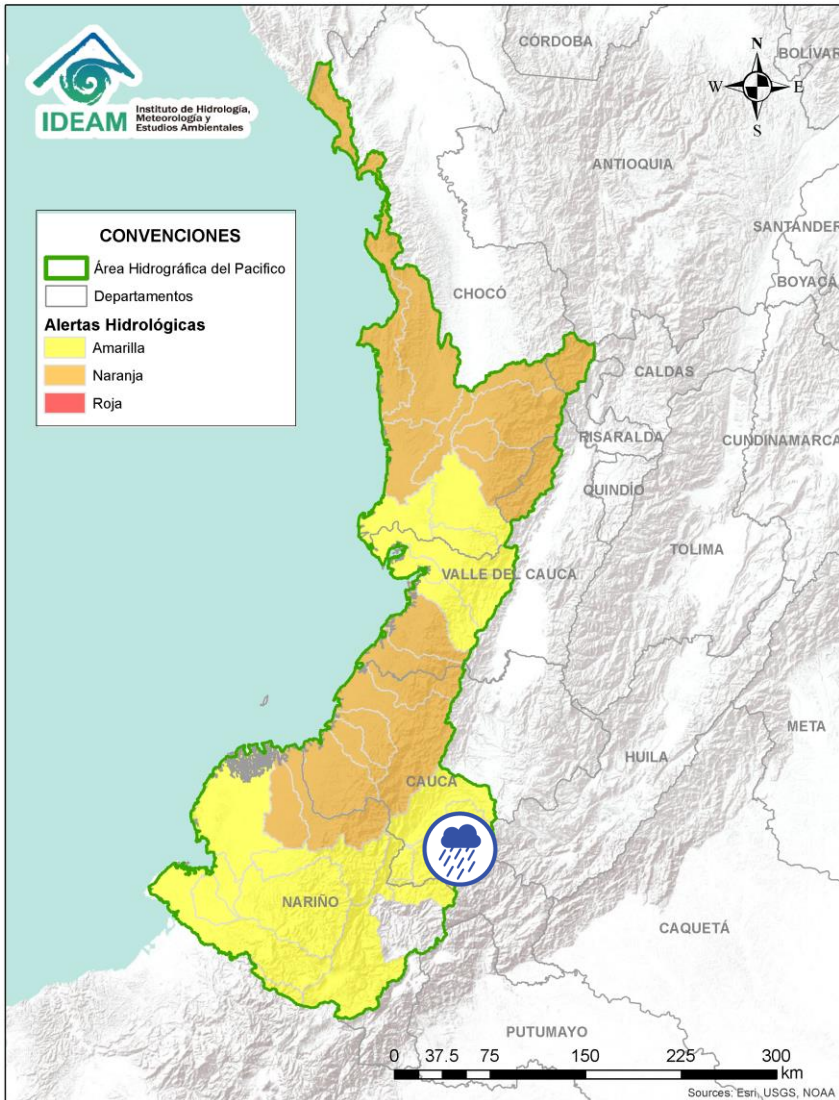 IDEAM
Instituto de Hidrología,
Meteorología y
Estudios Ambientales
CONVENCIONES
Área Hidrográfica del Pacifico
Departamentos
Alertas Hidrológicas
Amarilla
Naranja
Roja
N
W
E
S
CÓRDOBA
BOLÍVAR
ANTIOQUIA
SANTANDER
BOYACÁ
CHOCÓ
CALDAS
RISARALDA
CUNDINAMARCA
QUINDÍO
TOLIMA
VALLE DEL CAUCA
META
HUILA
CAUCA
NARIÑO
CAQUETÁ
PUTUMAYO
0 37.5 75 150 225 300
km
Sources: Esri, USGS, NOAA